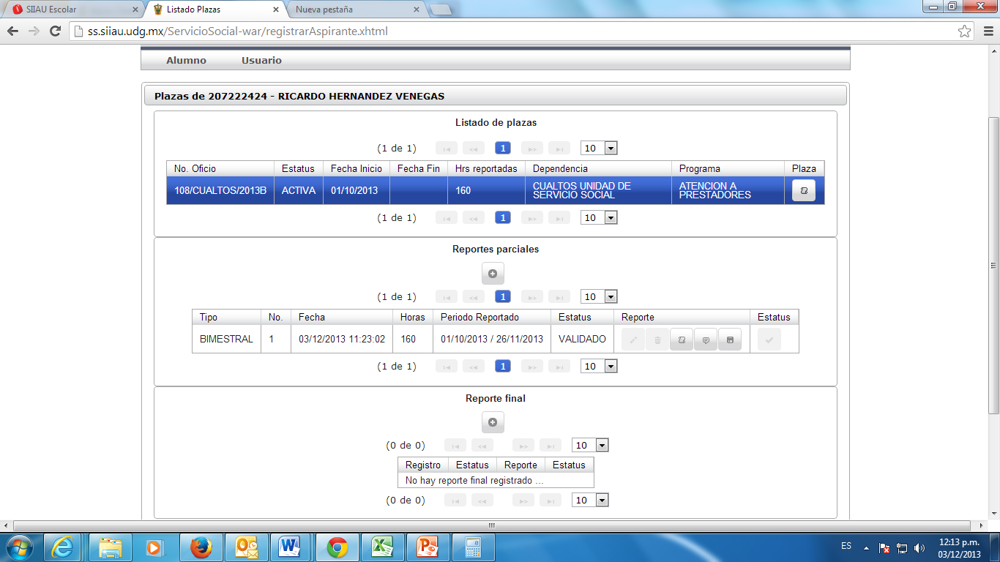 SIIAU Escolar
Listado Plazas
Nueva pestaña
ss.siiau.udg.mx/ServicioSocial-war/registrarAspirante.xhtml
Alumno Usuario
Plazas de 207222424 - RICARDO HERNANDEZ VENEGAS
Listado de plazas
(1 de 1) 1 10
No. Oficio Estatus Fecha Inicio Fecha Fin Hrs reportadas Dependencia Programa Plaza
108/CUALTOS/2013B ACTIVA 01/10/2013 160 CUALTOS UNIDAD DE SERVICIO SOCIAL ATENCION A PRESTADORES
(1 de 1) 1 10
Reportes parciales
(1 de 1) 1 10
Tipo No. Fecha Horas Periodo Reportado Estatus Reporte Estatus
BIMESTRAL 1 03/12/2013 11:23:02 160 01/10/2013 / 26/11/2013 VALIDADO
(1 de 1) 1 10
Reporte final
(0 de 0) 10
Registro Estatus Reporte Estatus
No hay reporte final registrado ...
(0 de 0) 10
ES 12:13 p.m.
03/12/2013